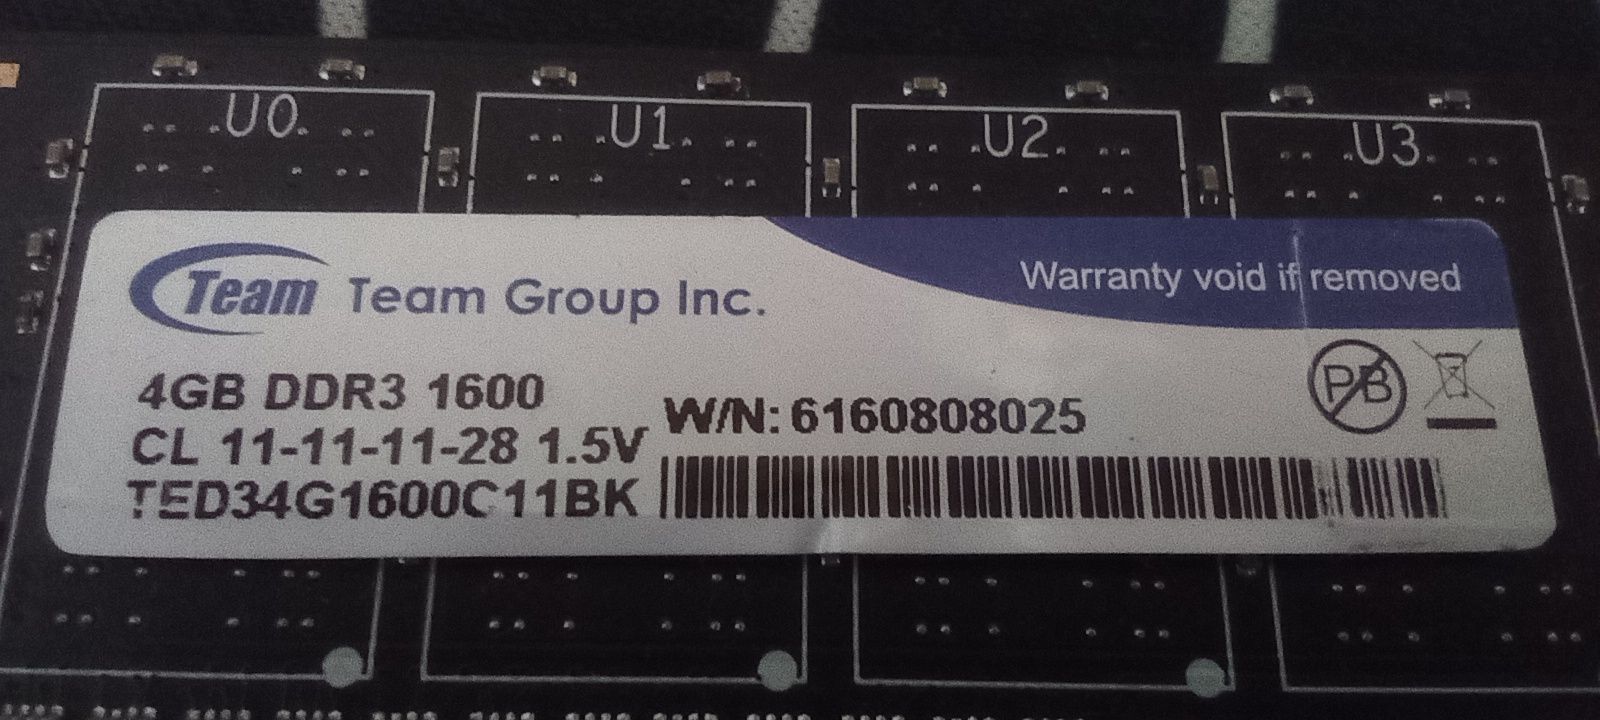 U0 U1 U2 U3
Team Team Group Inc.
Warranty void if removed
4GB DDR3 1600
CL 11-11-11-28 1.5V
TED34G1600C11BK
W/N: 6160808025
PB